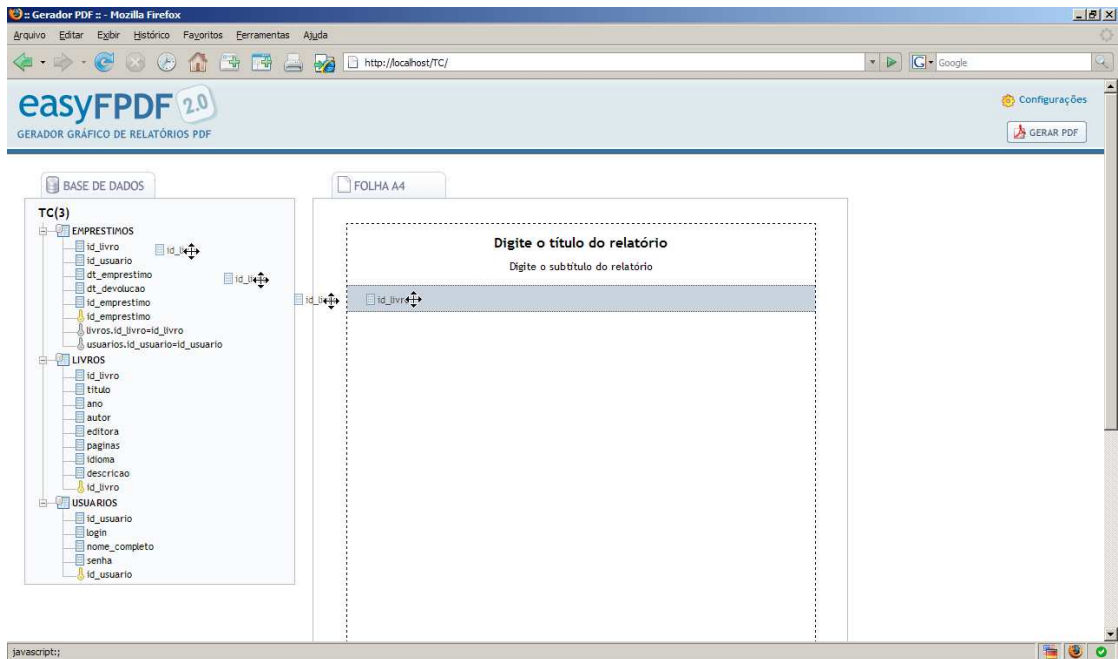 :: Gerador PDF :: - Mozilla Firefox
Arquivo Editar Exibir Histórico Favoritos Ferramentas Ajuda
http://localhost/TC/
G Google
easyFPDF 2.0
GERADOR GRÁFICO DE RELATÓRIOS PDF
Configurações
GERAR PDF
BASE DE DADOS
FOLHA A4
TC(3)
EMPRESTIMOS
id_livro
id_usuario
dt_emprestimo
dt_devolucao
id_emprestimo
id_emprestimo
livros.id_livro=id_livro
usuarios.id_usuario=id_usuario
LIVROS
id_livro
titulo
ano
autor
editora
paginas
idioma
descricao
id_livro
USUARIOS
id_usuario
login
nome_completo
senha
id_usuario
Digite o título do relatório
Digite o subtítulo do relatório
id_livro
javascript:;